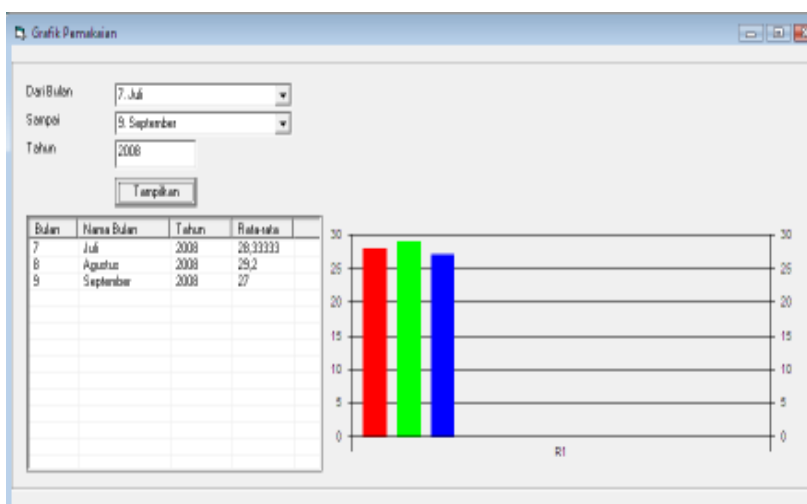 Grafik Pemakaian
Dari Bulan 7. Juli
Sampai 9. September
Tahun 2008
Tampilkan
Bulan Nama Bulan Tahun Rata-rata
7 Juli 2008 28,33333
8 Agustus 2008 29,2
9 September 2008 27
30 30
25 25
20 20
15 15
10 10
5 5
0 0
R1